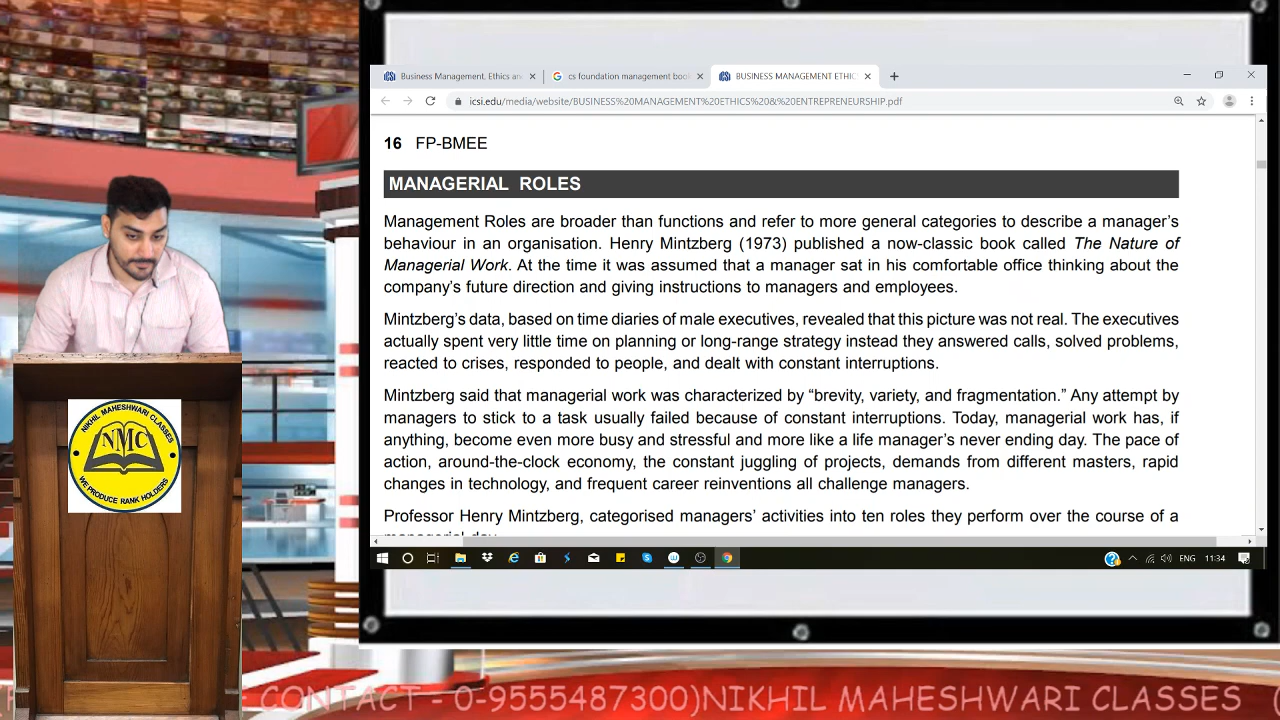 Business Management. Ethics an
cs foundation management boo
BUSINESS MANAGEMENT ETHIC
icsi.edu/media/website/BUSINESS%20MANAGEMENT%20ETHICS%20&%20ENTREPRENEURSHIP.pdf
16 FP-BMEE
MANAGERIAL ROLES
Management Roles are broader than functions and refer to more general categories to describe a manager's
behaviour in an organisation. Henry Mintzberg (1973) published a now-classic book called The Nature of
Managerial Work. At the time it was assumed that a manager sat in his comfortable office thinking about the
company's future direction and giving instructions to managers and employees.
Mintzberg's data, based on time diaries of male executives, revealed that this picture was not real. The executives
actually spent very little time on planning or long-range strategy instead they answered calls, solved problems,
reacted to crises, responded to people, and dealt with constant interruptions.
Mintzberg said that managerial work was characterized by "brevity, variety, and fragmentation." Any attempt by
managers to stick to a task usually failed because of constant interruptions. Today, managerial work has, if
anything, become even more busy and stressful and more like a life manager's never ending day. The pace of
action, around-the-clock economy, the constant juggling of projects, demands from different masters, rapid
changes in technology, and frequent career reinventions all challenge managers.
Professor Henry Mintzberg, categorised managers' activities into ten roles they perform over the course of a
managerial day.
ENG 11:34
NIKHIL MAHESHWARI CLASSES
NMC
WE PRODUCE RANK HOLDERS
CONTACT - 0-9555487300)NIKHIL MAHESHWARI CLASSES (